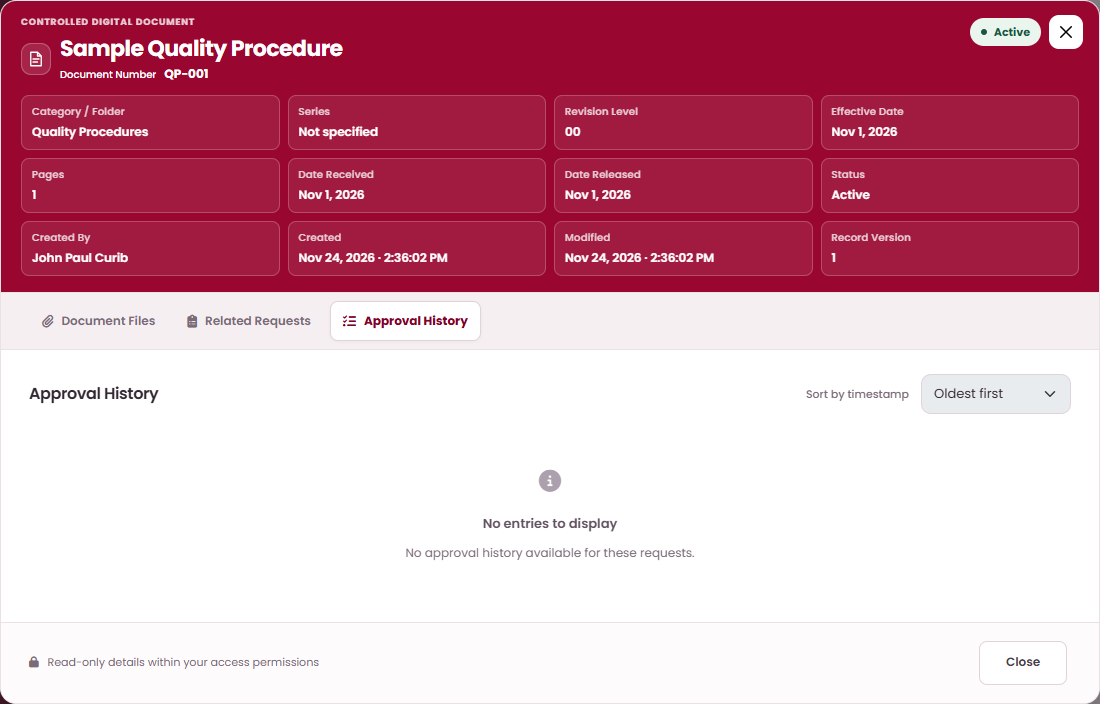 CONTROLLED DIGITAL DOCUMENT
Sample Quality Procedure
Document Number QP-001
Active
Category / Folder
Quality Procedures
Series
Not specified
Revision Level
00
Effective Date
Nov 1, 2026
Pages
1
Date Received
Nov 1, 2026
Date Released
Nov 1, 2026
Status
Active
Created By
John Paul Curib
Created
Nov 24, 2026 · 2:36:02 PM
Modified
Nov 24, 2026 · 2:36:02 PM
Record Version
1
Document Files
Related Requests
Approval History
Approval History
Sort by timestamp
Oldest first
No entries to display
No approval history available for these requests.
Read-only details within your access permissions
Close